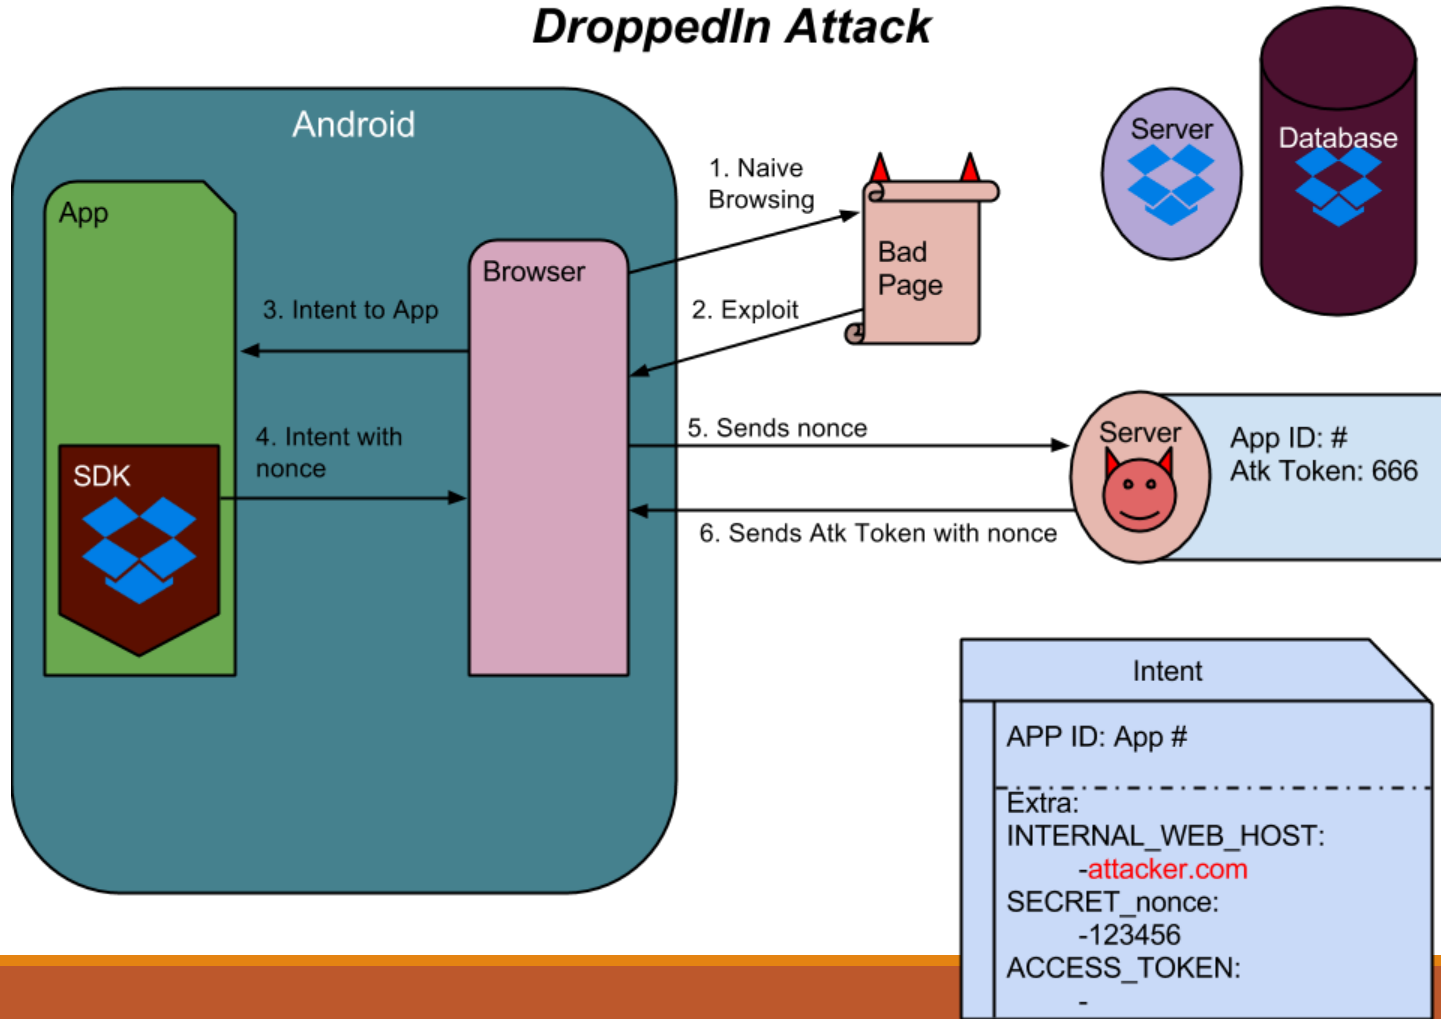 DroppedIn Attack
Android
App
Browser
SDK
1. Naive
Browsing
2. Exploit
3. Intent to App
4. Intent with
nonce
5. Sends nonce
6. Sends Atk Token with nonce
Bad
Page
Server
Database
Server
App ID: #
Atk Token: 666
Intent
APP ID: App #
Extra:
INTERNAL_WEB_HOST:
-attacker.com
SECRET_nonce:
-123456
ACCESS_TOKEN:
-